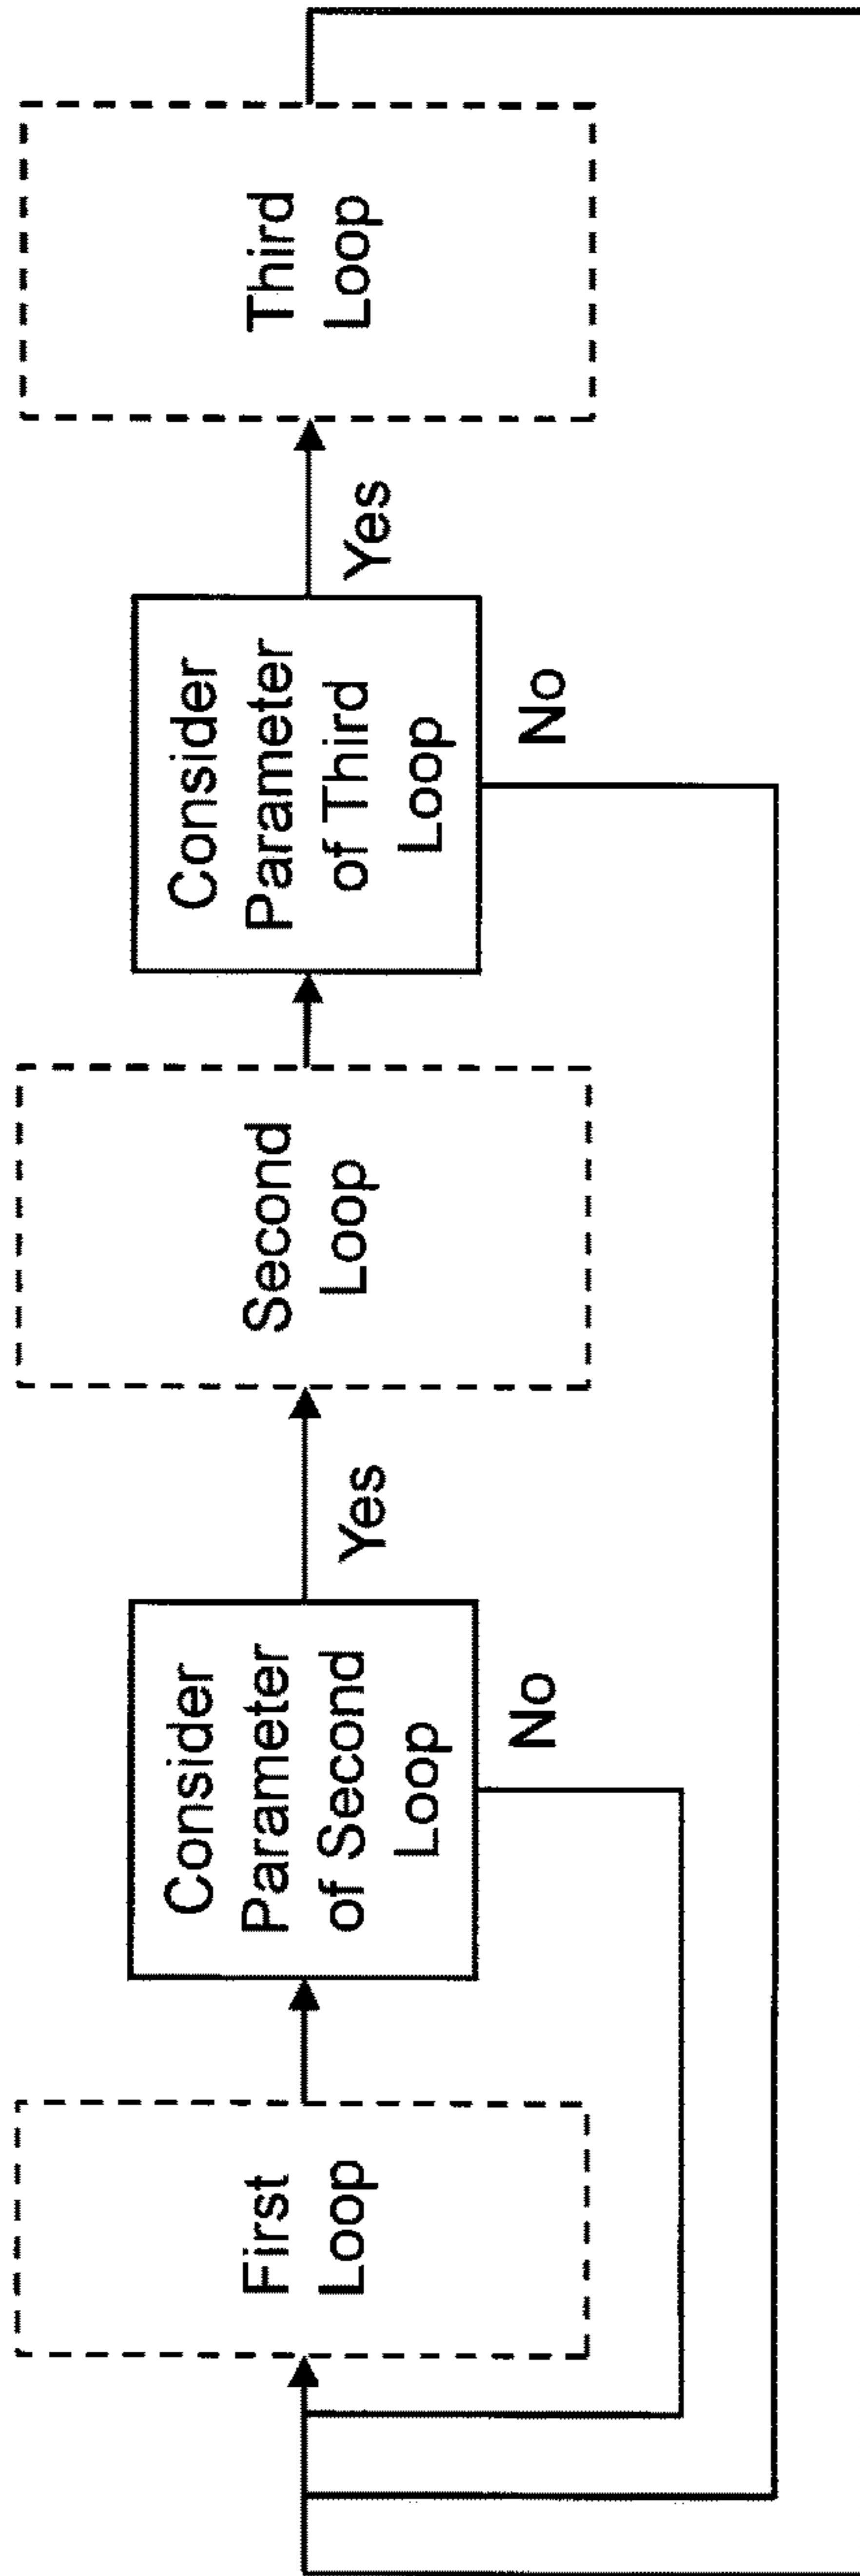 First
Loop
Consider
Parameter
of Second
Loop
Yes
No
Second
Loop
Consider
Parameter
of Third
Loop
Yes
No
Third
Loop